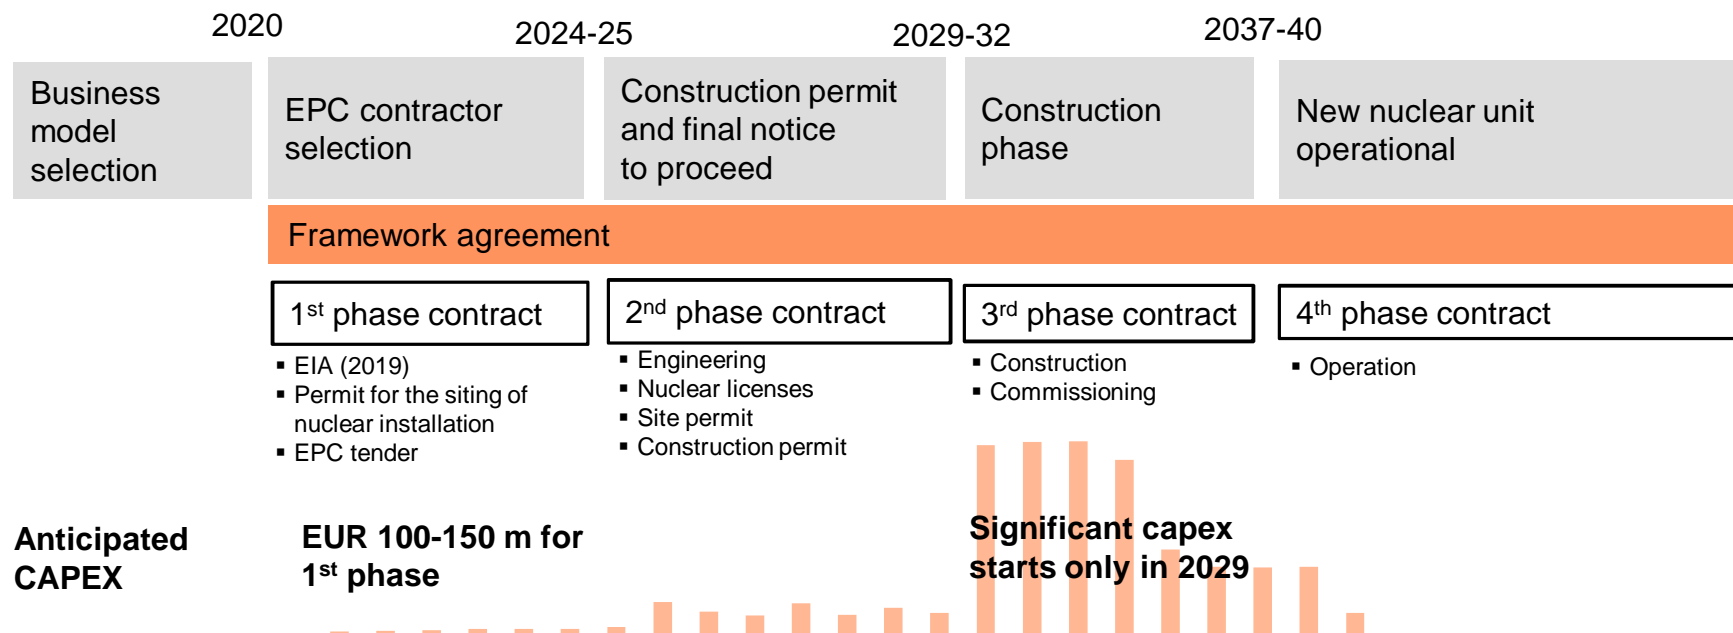 2020
2024-25
2029-32
2037-40
Business
model
selection
EPC contractor
selection
Construction permit
and final notice
to proceed
Construction
phase
New nuclear unit
operational
Framework agreement
1st phase contract
2nd phase contract
3rd phase contract
4th phase contract
▪ EIA (2019)
▪ Permit for the siting of
nuclear installation
▪ EPC tender
▪ Engineering
▪ Nuclear licenses
▪ Site permit
▪ Construction permit
▪ Construction
▪ Commissioning
▪ Operation
Anticipated
CAPEX
EUR 100-150 m for
1st phase
Significant capex
starts only in 2029